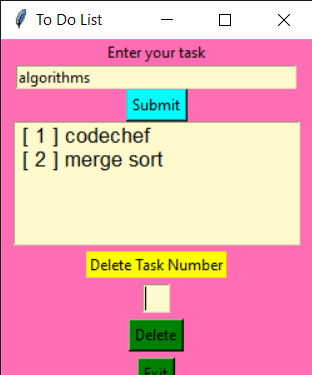 To Do List
Enter your task
algorithms
Submit
[ 1 ] codechef
[ 2 ] merge sort
Delete Task Number
Delete
Exit